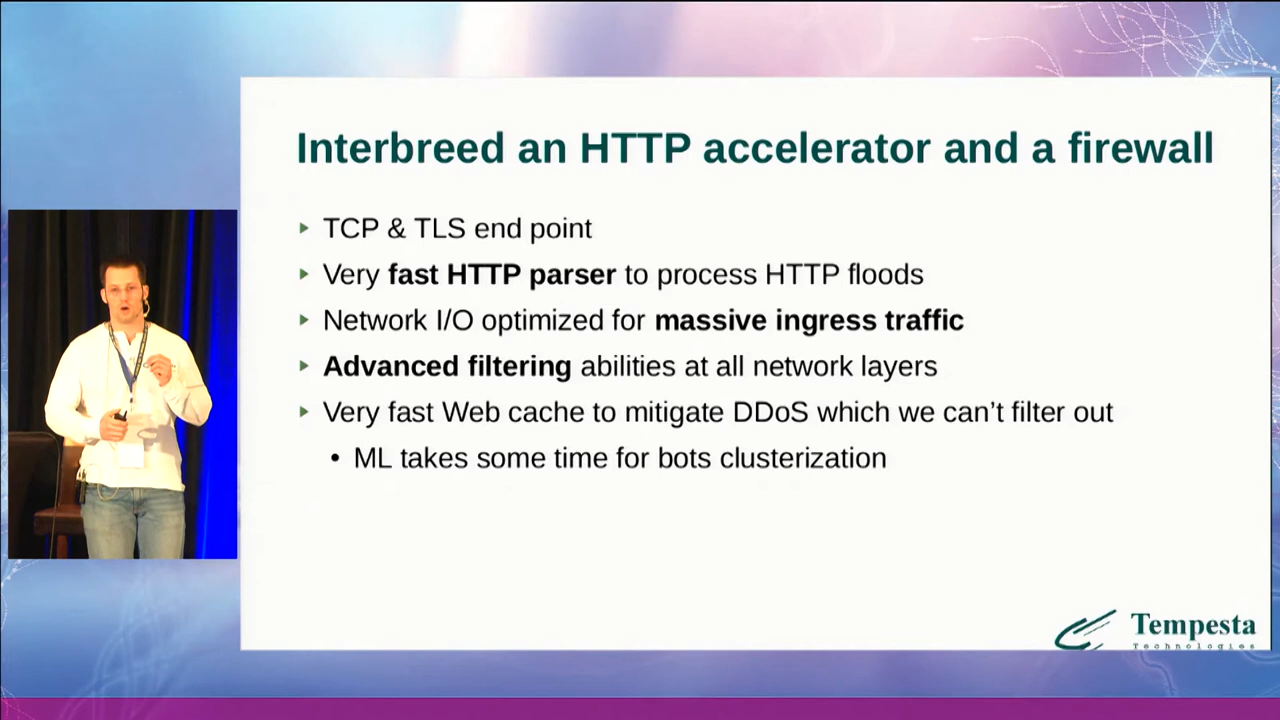 Interbreed an HTTP accelerator and a firewall
TCP & TLS end point
Very fast HTTP parser to process HTTP floods
Network I/O optimized for massive ingress traffic
Advanced filtering abilities at all network layers
Very fast Web cache to mitigate DDoS which we can’t filter out
• ML takes some time for bots clusterization
Tempesta
Technologies